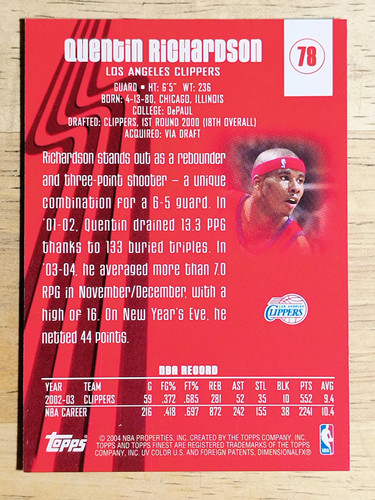 Quentin Richardson
78
LOS ANGELES CLIPPERS
GUARD • HT: 6'5" WT: 236
BORN: 4-13-80, CHICAGO, ILLINOIS
COLLEGE: DePAUL
DRAFTED: CLIPPERS, 1ST ROUND 2000 (18TH OVERALL)
ACQUIRED: VIA DRAFT
Richardson stands out as a rebounder
and three-point shooter – a unique
combination for a 6-5 guard. In
'01-02, Quentin drained 13.3 PPG
thanks to 133 buried triples. In
'03-04, he averaged more than 7.0
RPG in November/December, with a
high of 16. On New Year's Eve, he
netted 44 points.
CLIPPERS
NBA RECORD
YEAR TEAM G FG% FT% REB AST STL BLK PTS AVG
2002-03 CLIPPERS 59 .372 .685 281 52 35 10 552 9.4
NBA CAREER 216 .418 .697 872 242 155 38 2241 10.4
Topps
© 2004 NBA PROPERTIES, INC. CREATED BY THE TOPPS COMPANY, INC.
TOPPS AND TOPPS FINEST ARE REGISTERED TRADEMARKS OF THE TOPPS
COMPANY, INC. UV COLOR U.S. AND FOREIGN PATENTS, DIMENSIONALFX®
NBA